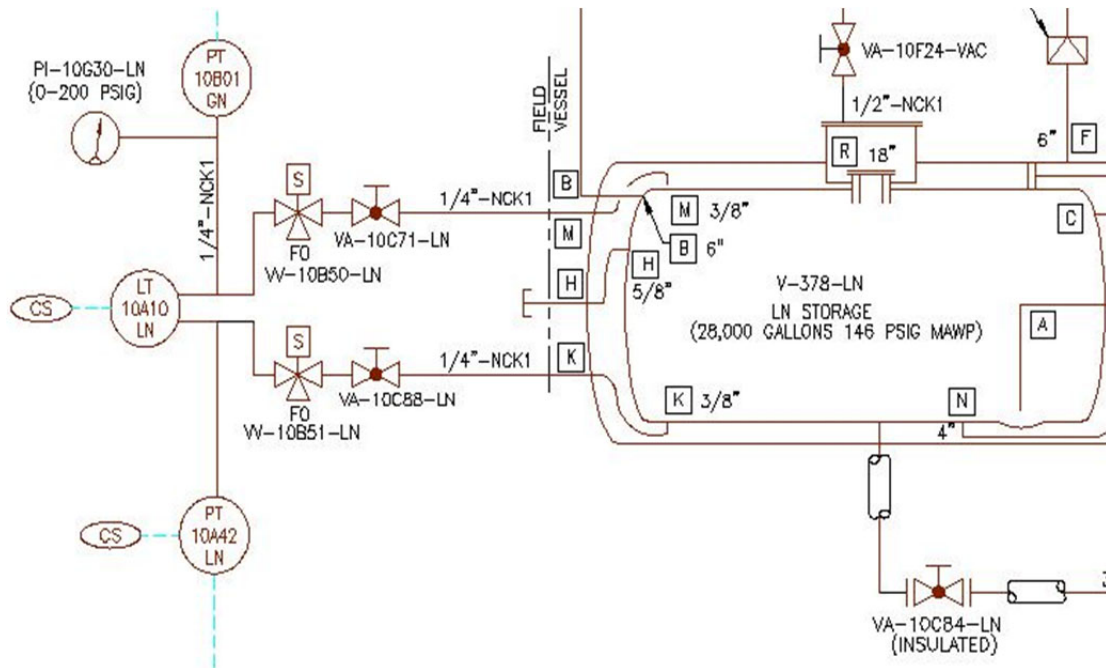 PI-10G30-LN
(0-200 PSIG)
PT
10B01
GN
1/4"-NCK1
S
FO
VV-10B50-LN
VA-10C71-LN
1/4"-NCK1
LT
10A10
LN
CS
S
FO
VV-10B51-LN
VA-10C88-LN
1/4"-NCK1
PT
10A42
LN
CS
FIELD
VESSEL
B
M
H
K
VA-10F24-VAC
1/2"-NCK1
R
18"
6"
F
M
3/8"
B
6"
H
5/8"
C
V-378-LN
LN STORAGE
(28,000 GALLONS 146 PSIG MAWP)
A
K
3/8"
N
4"
VA-10C84-LN
(INSULATED)